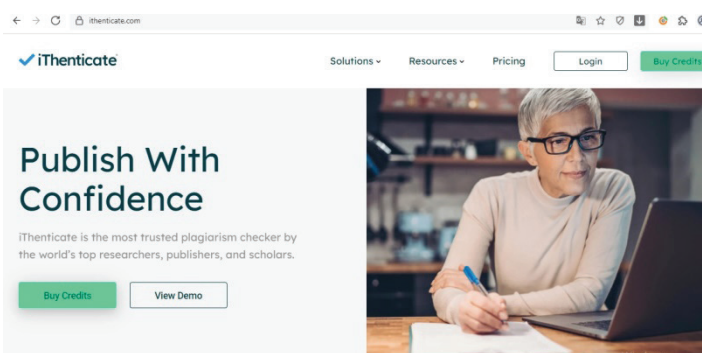 ithenticate.com
iThenticate
Solutions
Resources
Pricing
Login
Buy Credits
Publish With
Confidence
iThenticate is the most trusted plagiarism checker by
the world's top researchers, publishers, and scholars.
Buy Credits
View Demo